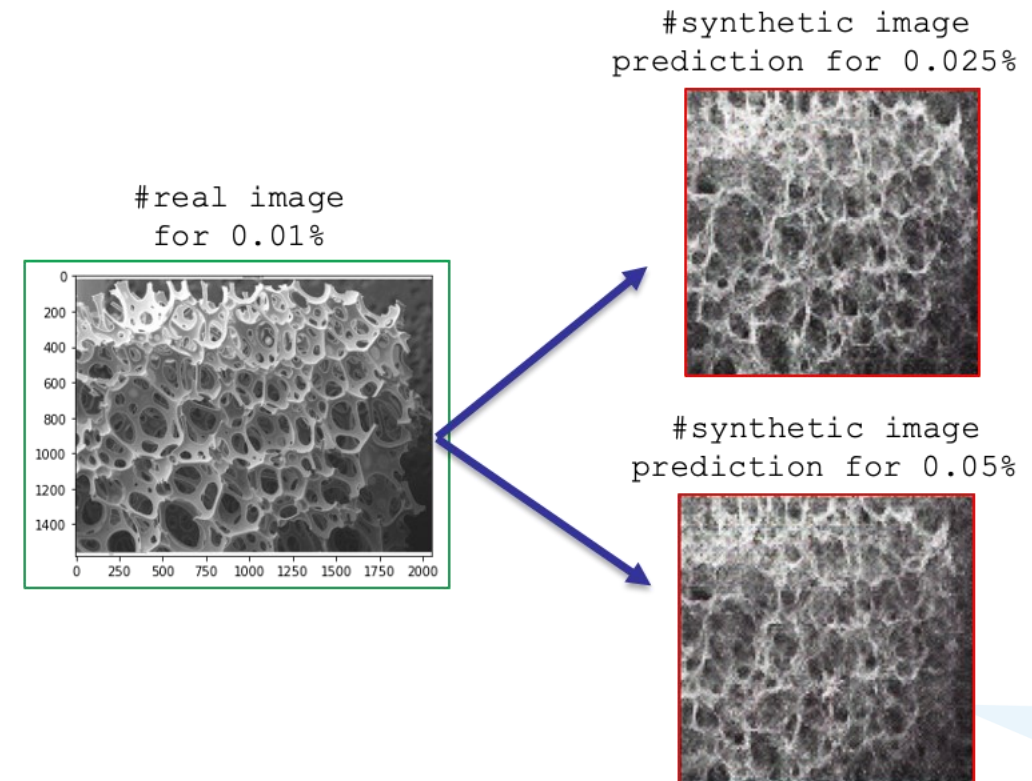 #synthetic image
prediction for 0.025%
#real image
for 0.01%
0
200
400
600
800
1000
1200
1400
0 250 500 750 1000 1250 1500 1750 2000
#synthetic image
prediction for 0.05%